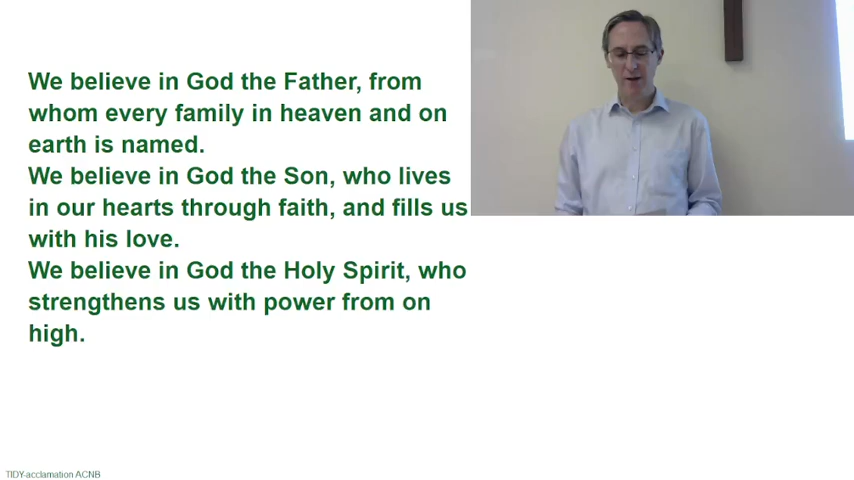 We believe in God the Father, from
whom every family in heaven and on
earth is named.
We believe in God the Son, who lives
in our hearts through faith, and fills us
with his love.
We believe in God the Holy Spirit, who
strengthens us with power from on
high.
TIDY-acclamation ACNB